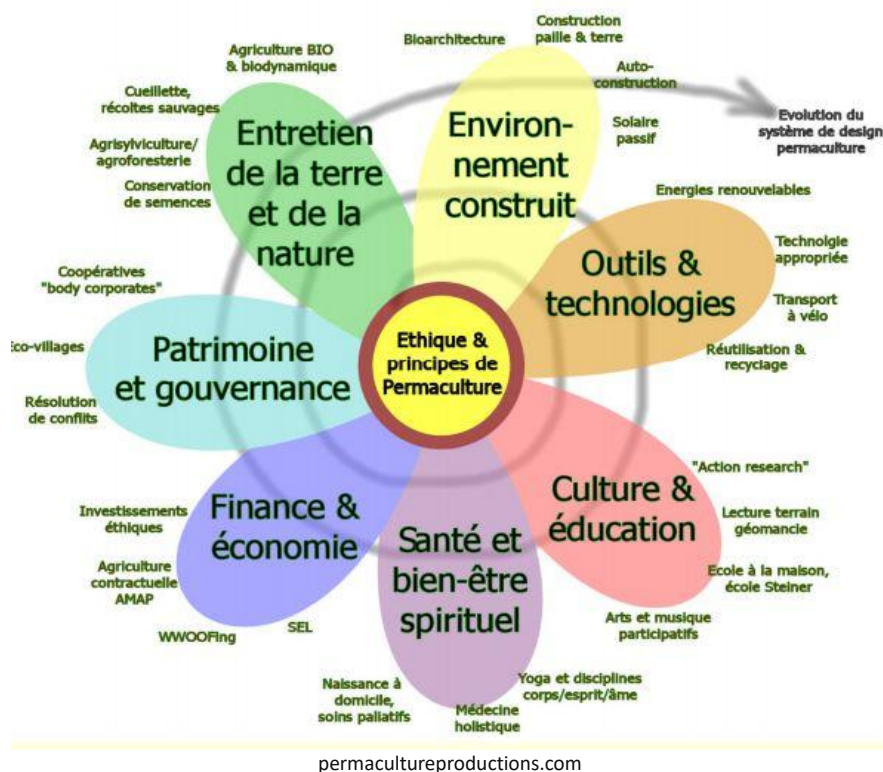 Construction
paille & terre
Bioarchitecture
Agriculture BIO
& biodynamique
Auto-
construction
Cueillette,
récoltes sauvages
Evolution du
système de design
permaculture
Entretien
de la terre
et de la
nature
Environ-
nement
construit
Solaire
passif
Agrisylviculture/
agroforesterie
Conservation
de semences
Energies renouvelables
Outils &
technologies
Technolgie
appropriée
Transport
à vélo
Réutilisation &
recyclage
Coopératives
"body corporates"
Patrimoine
et gouvernance
Eco-villages
Résolution
de conflits
Ethique &
principes de
Permaculture
Finance &
économie
Investissements
éthiques
Agriculture
contractuelle
AMAP
WWOOFing
SEL
Santé et
bien-être
spirituel
Naissance à
domicile,
soins paliatifs
Médecine
holistique
Yoga et disciplines
corps/esprit/âme
Culture &
éducation
"Action research"
Lecture terrain
géomancie
Ecole à la maison,
école Steiner
Arts et musique
participatifs
permacultureproductions.com